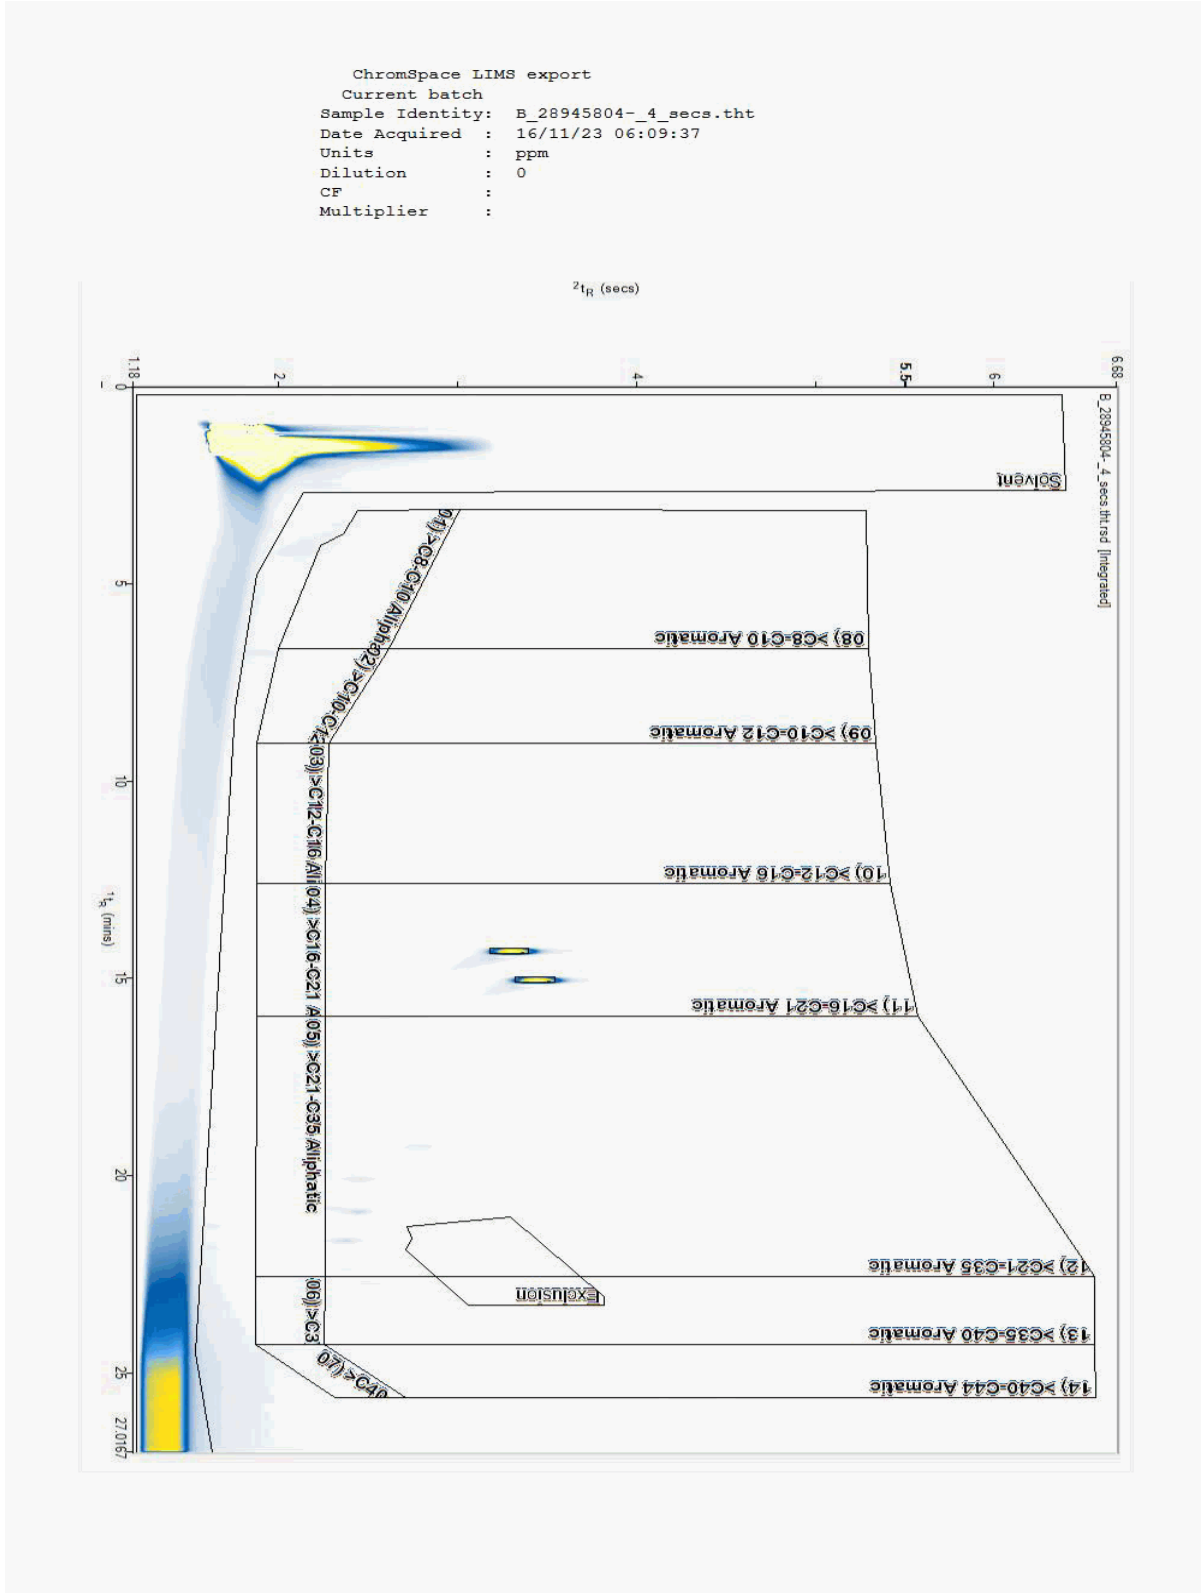 ChromSpace LIMS export
Current batch
Sample Identity: B_28945804-_4_secs.tht
Date Acquired : 16/11/23 06:09:37
Units : ppm
Dilution : 0
CF :
Multiplier :
²tR (secs)
1.18
2
4
5.5
6
6.68
B_28945804-_4_secs.tht.rsd [Integrated]
0
5
10
15
20
25
27.0167
¹tR (mins)
Solvent
01) >C8-C10 Alipha
02) >C10-C12
03) >C12-C16 Ali
04) >C16-C21 A
05) >C21-C35 Aliphatic
06) >C3
07) >C40
08) >C8-C10 Aromatic
09) >C10-C12 Aromatic
10) >C12-C16 Aromatic
11) >C16-C21 Aromatic
12) >C21-C35 Aromatic
Exclusion
13) >C35-C40 Aromatic
14) >C40-C44 Aromatic